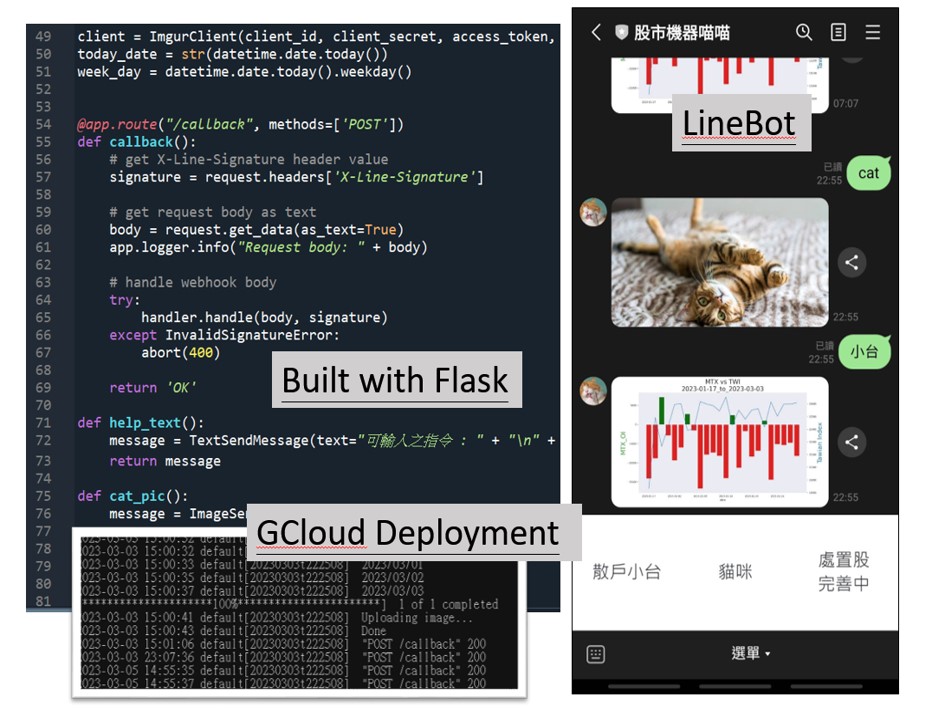 49 client = ImgurClient(client_id, client_secret, access_token,
50 today_date = str(datetime.date.today())
51 week_day = datetime.date.today().weekday()
52
53
54 @app.route("/callback", methods=['POST'])
55 def callback():
56 # get X-Line-Signature header value
57 signature = request.headers['X-Line-Signature']
58
59 # get request body as text
60 body = request.get_data(as_text=True)
61 app.logger.info("Request body: " + body)
62
63 # handle webhook body
64 try:
65 handler.handle(body, signature)
66 except InvalidSignatureError:
67 abort(400)
68
69 return 'OK'
70
71 def help_text():
72 message = TextSendMessage(text="可輸入之指令 : " + "\n" +
73 return message
74
75 def cat_pic():
76 message = ImageSe
77
78
79
80
81
Built with Flask
GCloud Deployment
023-03-03 15:00:32 default[
023-03-03 15:00:33 default[20230303t222508] 2023/03/01
023-03-03 15:00:35 default[20230303t222508] 2023/03/02
023-03-03 15:00:37 default[20230303t222508] 2023/03/03
*********************100%***********************] 1 of 1 completed
023-03-03 15:00:41 default[20230303t222508] Uploading image...
023-03-03 15:00:43 default[20230303t222508] Done
023-03-03 15:01:06 default[20230303t222508] "POST /callback" 200
023-03-03 23:07:36 default[20230303t222508] "POST /callback" 200
023-03-05 14:55:35 default[20230303t222508] "POST /callback" 200
023-03-05 14:55:37 default[20230303t222508] "POST /callback" 200
股市機器喵喵
07:07
LineBot
已讀
22:55
cat
22:55
已讀
22:55
小台
MTX vs TWI
2023-01-17_to_2023-03-03
MTX_OI
Taiwan Index
22:55
散戶小台
貓咪
處置股
完善中
選單